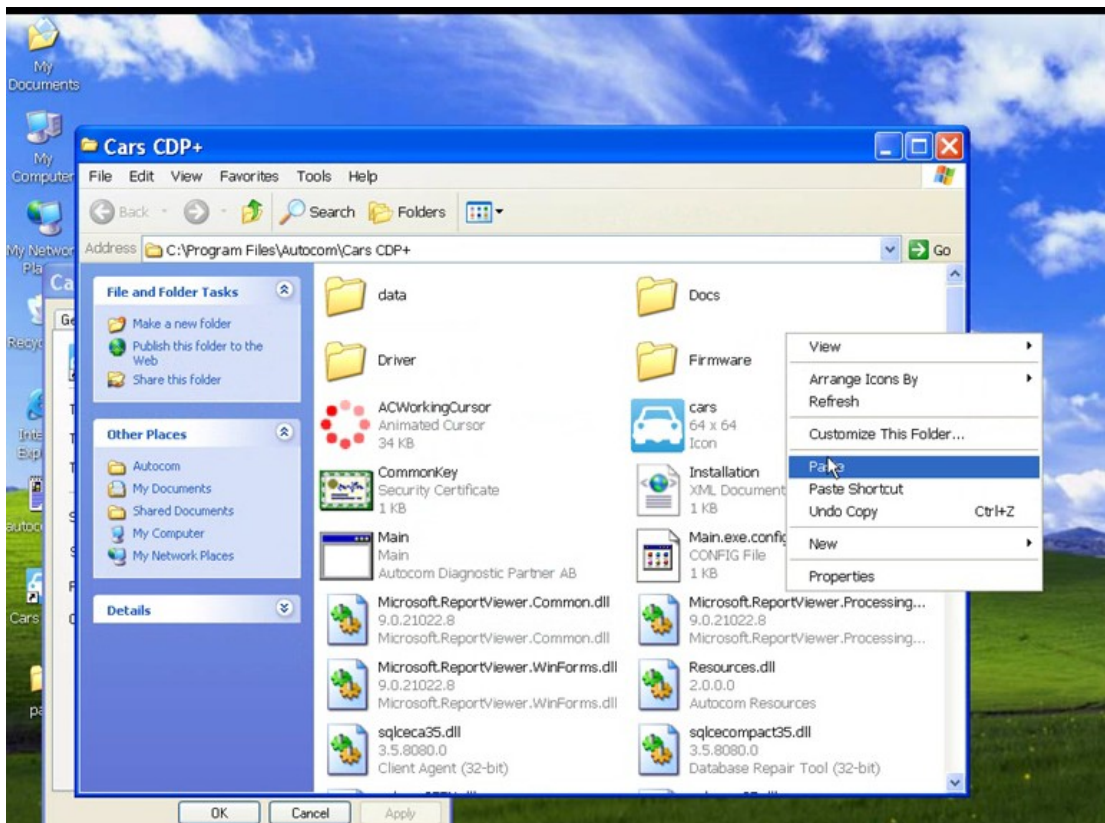 My
Documents
My
Computer
My Networ
Pla
Recyc
Inte
Exp
autoco
Cars
pa
Ca
Ge
Cars CDP+
File Edit View Favorites Tools Help
Back Search Folders
Address C:\Program Files\Autocom\Cars CDP+ Go
File and Folder Tasks
Make a new folder
Publish this folder to the
Web
Share this folder
Other Places
Autocom
My Documents
Shared Documents
My Computer
My Network Places
Details
data
Docs
Driver
Firmware
ACWorkingCursor
Animated Cursor
34 KB
cars
64 x 64
Icon
CommonKey
Security Certificate
1 KB
Installation
XML Document
1 KB
Main
Main
Autocom Diagnostic Partner AB
Main.exe.config
CONFIG File
1 KB
Microsoft.ReportViewer.Common.dll
9.0.21022.8
Microsoft.ReportViewer.Common.dll
Microsoft.ReportViewer.Processing...
9.0.21022.8
Microsoft.ReportViewer.Processing...
Microsoft.ReportViewer.WinForms.dll
9.0.21022.8
Microsoft.ReportViewer.WinForms.dll
Resources.dll
2.0.0.0
Autocom Resources
sqlceca35.dll
3.5.8080.0
Client Agent (32-bit)
sqlcecompact35.dll
3.5.8080.0
Database Repair Tool (32-bit)
View
Arrange Icons By
Refresh
Customize This Folder...
Paste
Paste Shortcut
Undo Copy Ctrl+Z
New
Properties
OK Cancel Apply